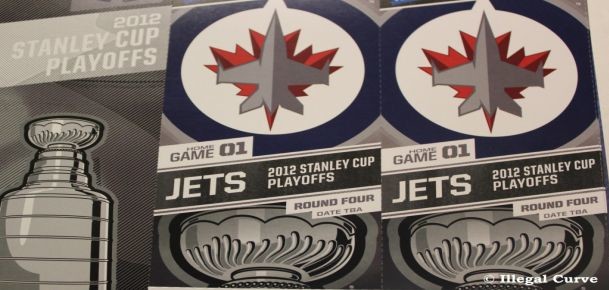 2012
STANLEY CUP
PLAYOFFS
HOME
GAME 01
JETS
2012 STANLEY CUP
PLAYOFFS
ROUND FOUR
DATE TBA
HOME
GAME 01
JETS
2012 STANLEY CUP
PLAYOFFS
ROUND FOUR
DATE TBA
© Illegal Curve